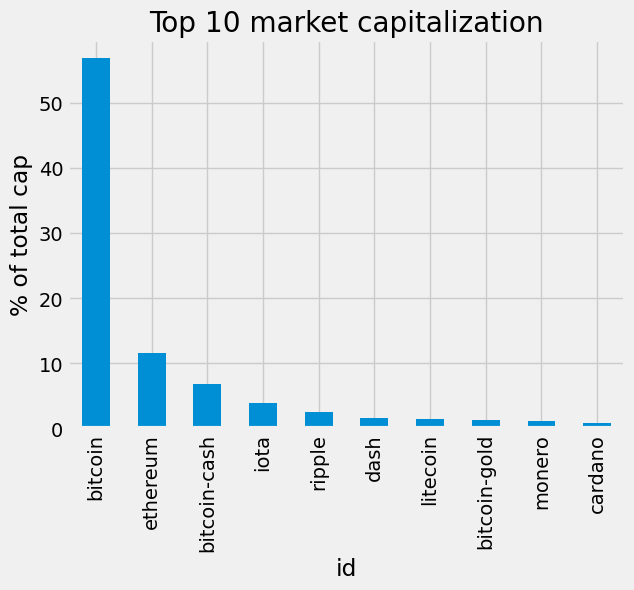 Top 10 market capitalization
% of total cap
50
40
30
20
10
0
bitcoin
ethereum
bitcoin-cash
iota
ripple
dash
litecoin
bitcoin-gold
monero
cardano
id